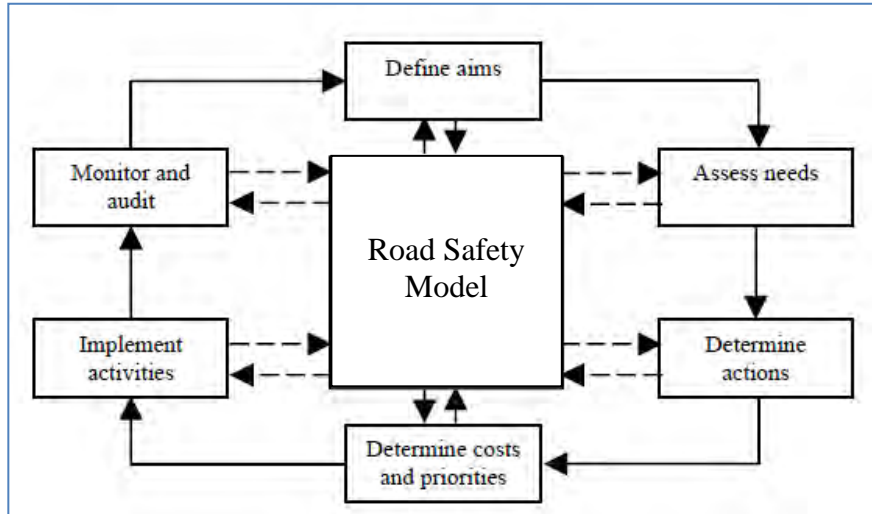 Define aims
Monitor and
audit
Assess needs
Road Safety
Model
Implement
activities
Determine
actions
Determine costs
and priorities